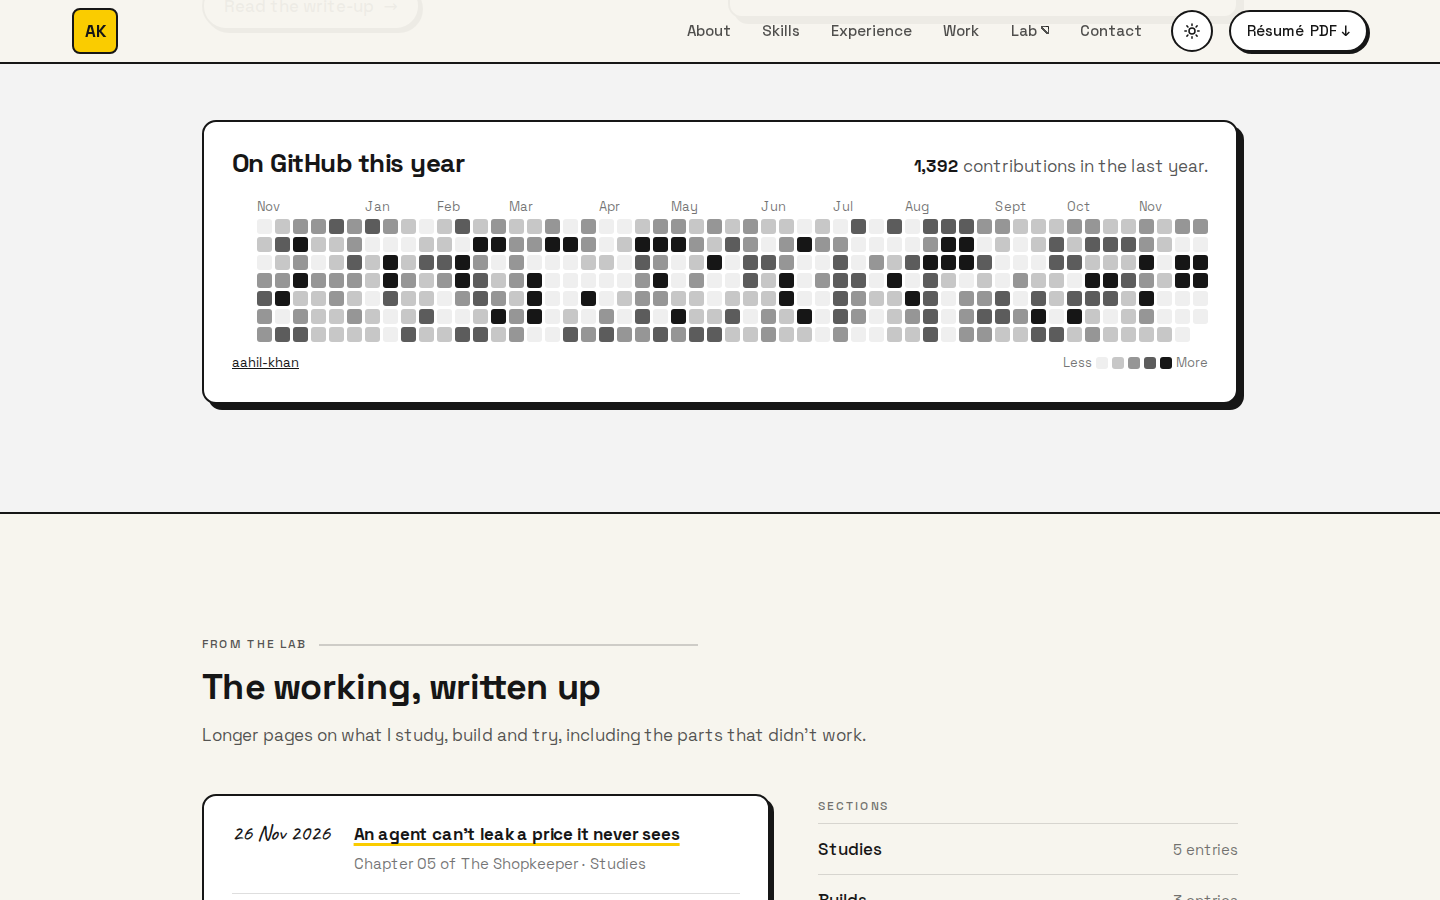 Read the write-up →
AK
About Skills Experience Work Lab Contact
Résumé PDF ↓
On GitHub this year
1,392 contributions in the last year.
Nov Jan Feb Mar Apr May Jun Jul Aug Sept Oct Nov
aahil-khan
Less More
FROM THE LAB
The working, written up
Longer pages on what I study, build and try, including the parts that didn’t work.
26 Nov 2026
An agent can’t leak a price it never sees
Chapter 05 of The Shopkeeper · Studies
SECTIONS
Studies 5 entries
Builds 3 entries